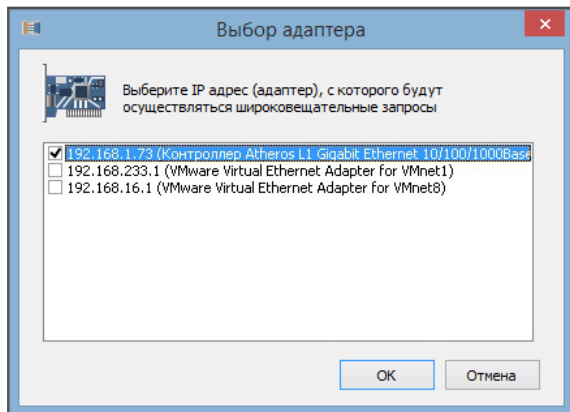 Выбор адаптера
Выберите IP адрес (адаптер), с которого будут
осуществляться широковещательные запросы
192.168.1.73 (Контроллер Atheros L1 Gigabit Ethernet 10/100/1000Base
192.168.233.1 (VMware Virtual Ethernet Adapter for VMnet1)
192.168.16.1 (VMware Virtual Ethernet Adapter for VMnet8)
OK
Отмена